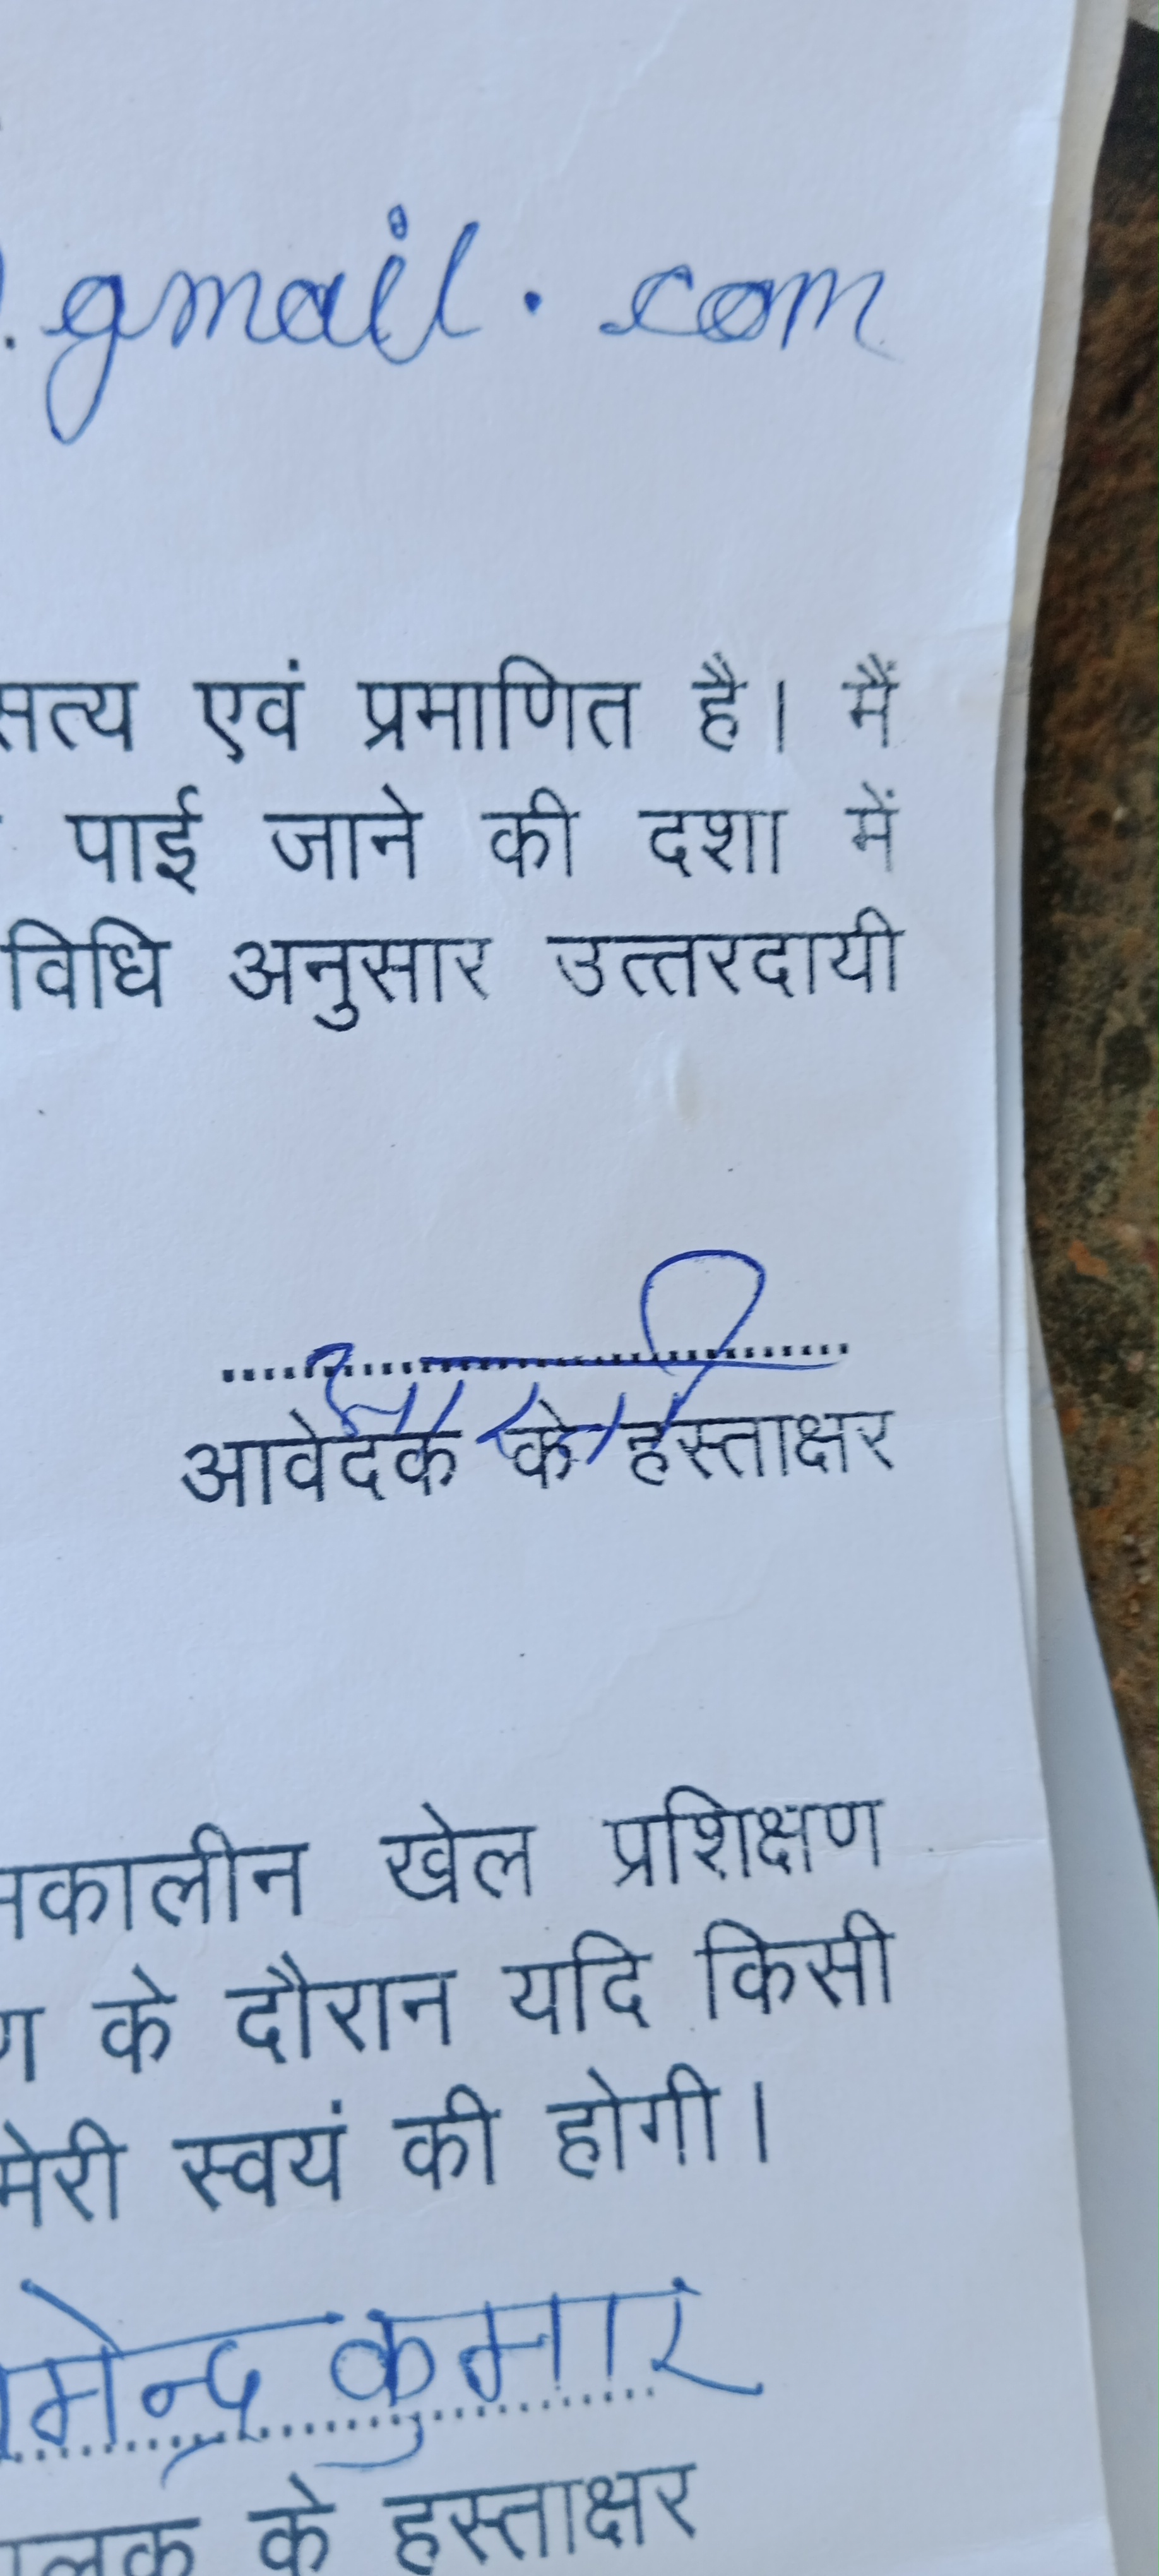 gmail.com
सत्य एवं प्रमाणित है। मैं
पाई जाने की दशा में
विधि अनुसार उत्तरदायी
आवेदक के हस्ताक्षर
कालीन खेल प्रशिक्षण
के दौरान यदि किसी
मेरी स्वयं की होगी।
मेन्द्र कुमार
लक के हस्ताक्षर